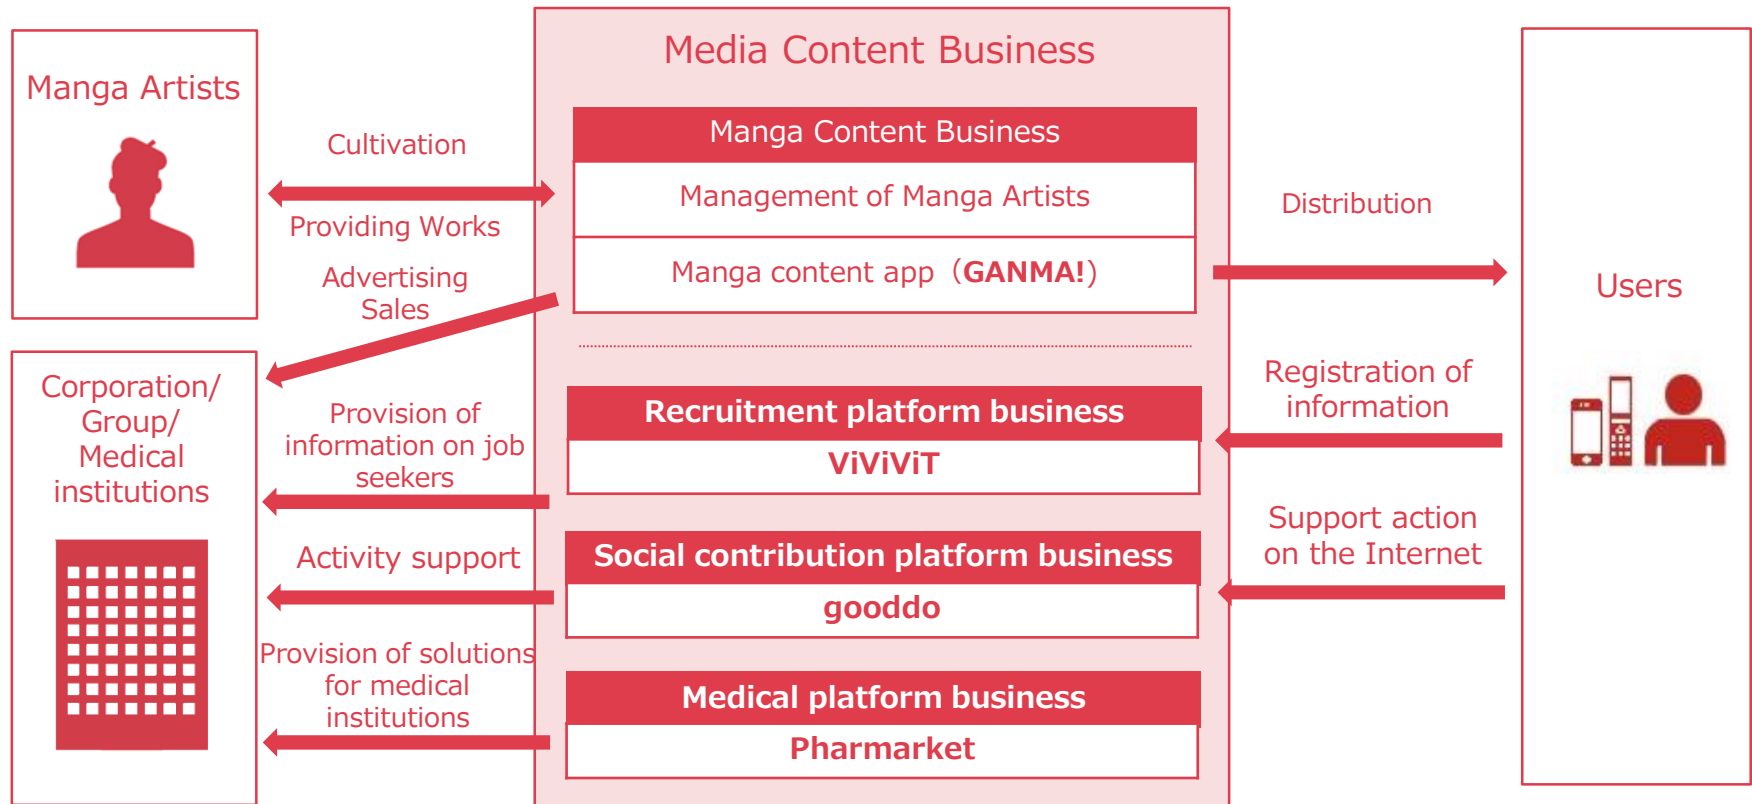 Media Content Business
Manga Artists
Cultivation
Providing Works
Advertising
Sales
Manga Content Business
Management of Manga Artists
Manga content app（GANMA!)
Distribution
Users
Corporation/
Group/
Medical
institutions
Provision of
information on job
seekers
Recruitment platform business
ViViViT
Registration of
information
Activity support
Social contribution platform business
gooddo
Support action
on the Internet
Provision of solutions
for medical
institutions
Medical platform business
Pharmarket